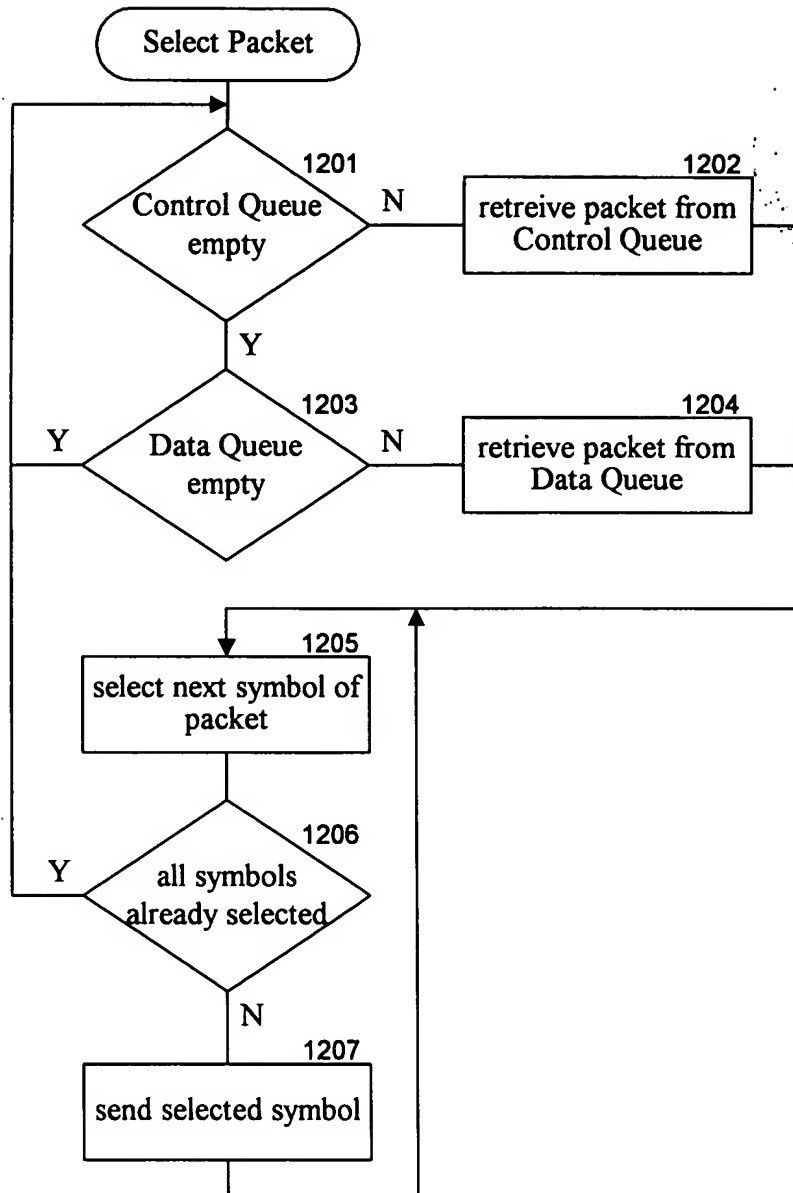 Select Packet
1201
Control Queue
empty
N
1202
retreive packet from
Control Queue
Y
1203
Data Queue
empty
Y
N
1204
retrieve packet from
Data Queue
1205
select next symbol of
packet
1206
all symbols
already selected
Y
N
1207
send selected symbol